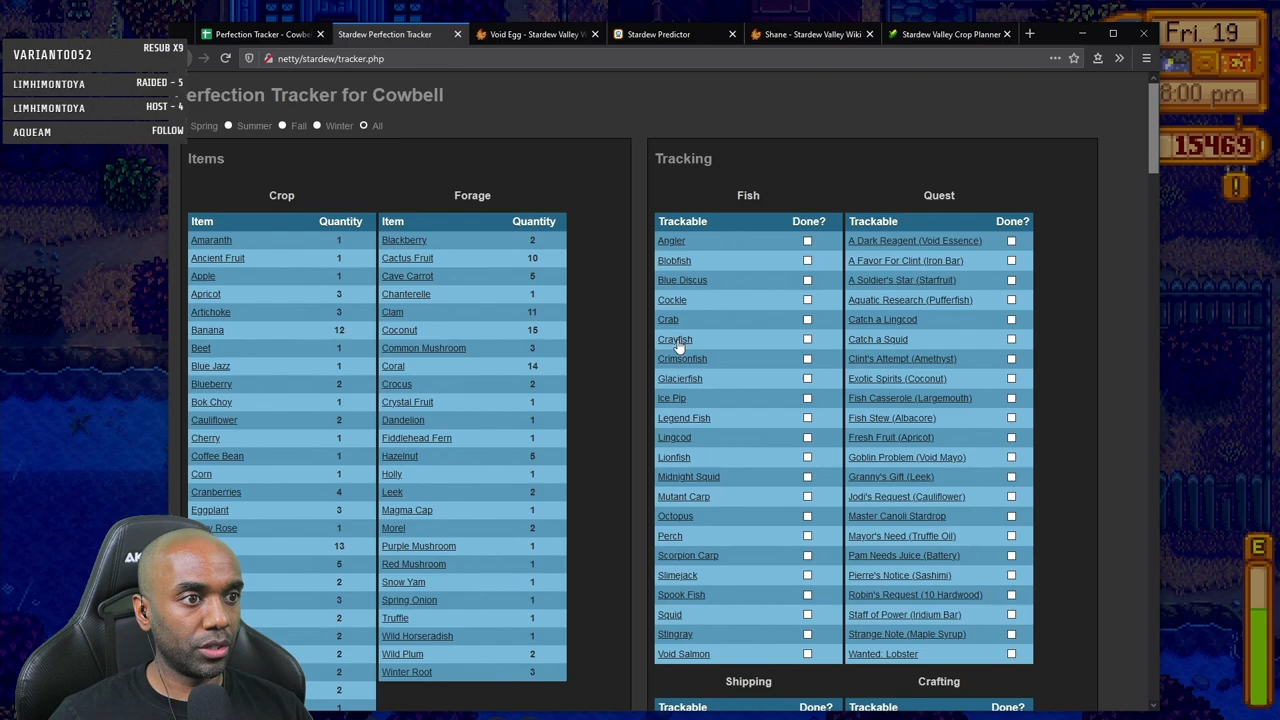 Perfection Tracker - Cowbe
Stardew Perfection Tracker
Void Egg - Stardew Valley
Stardew Predictor
Shane - Stardew Valley Wiki
Stardew Valley Crop Planner
Fri. 19
VARIANT0052 RESUB X9
LIMHIMONTOYA RAIDED - 5
LIMHIMONTOYA HOST - 4
AQUEAM FOLLOW
netty/stardew/tracker.php
8:00 pm
15469
erfection Tracker for Cowbell
Spring Summer Fall Winter All
Items
Crop
Item Quantity
Amaranth 1
Ancient Fruit 1
Apple 1
Apricot 3
Artichoke 3
Banana 12
Beet 1
Blue Jazz 1
Blueberry 2
Bok Choy 1
Cauliflower 2
Cherry 1
Coffee Bean 1
Corn 1
Cranberries 4
Eggplant 3
Rose 1
13
5
2
3
2
2
2
2
1
Forage
Item Quantity
Blackberry 2
Cactus Fruit 10
Cave Carrot 5
Chanterelle 1
Clam 11
Coconut 15
Common Mushroom 3
Coral 14
Crocus 2
Crystal Fruit 1
Dandelion 1
Fiddlehead Fern 1
Hazelnut 5
Holly 1
Leek 2
Magma Cap 1
Morel 2
Purple Mushroom 1
Red Mushroom 1
Snow Yam 1
Spring Onion 1
Truffle 1
Wild Horseradish 1
Wild Plum 2
Winter Root 3
Tracking
Fish
Trackable Done?
Angler
Blobfish
Blue Discus
Cockle
Crab
Crayfish
Crimsonfish
Glacierfish
Ice Pip
Legend Fish
Lingcod
Lionfish
Midnight Squid
Mutant Carp
Octopus
Perch
Scorpion Carp
Slimejack
Spook Fish
Squid
Stingray
Void Salmon
Quest
Trackable Done?
A Dark Reagent (Void Essence)
A Favor For Clint (Iron Bar)
A Soldier's Star (Starfruit)
Aquatic Research (Pufferfish)
Catch a Lingcod
Catch a Squid
Clint's Attempt (Amethyst)
Exotic Spirits (Coconut)
Fish Casserole (Largemouth)
Fish Stew (Albacore)
Fresh Fruit (Apricot)
Goblin Problem (Void Mayo)
Granny's Gift (Leek)
Jodi's Request (Cauliflower)
Master Canoli Stardrop
Mayor's Need (Truffle Oil)
Pam Needs Juice (Battery)
Pierre's Notice (Sashimi)
Robin's Request (10 Hardwood)
Staff of Power (Iridium Bar)
Strange Note (Maple Syrup)
Wanted: Lobster
Shipping
Trackable Done?
Crafting
Trackable Done?
AK
E